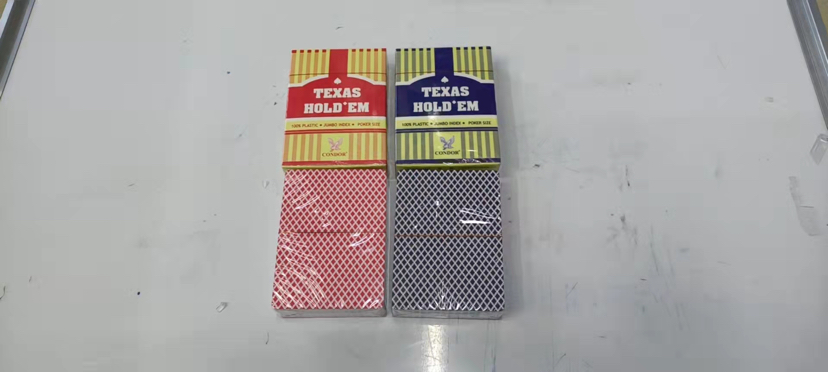 TEXAS
HOLD'EM
100% PLASTIC • JUMBO INDEX • POKER SIZE
CONDOR
TEXAS
HOLD'EM
100% PLASTIC • JUMBO INDEX • POKER SIZE
CONDOR